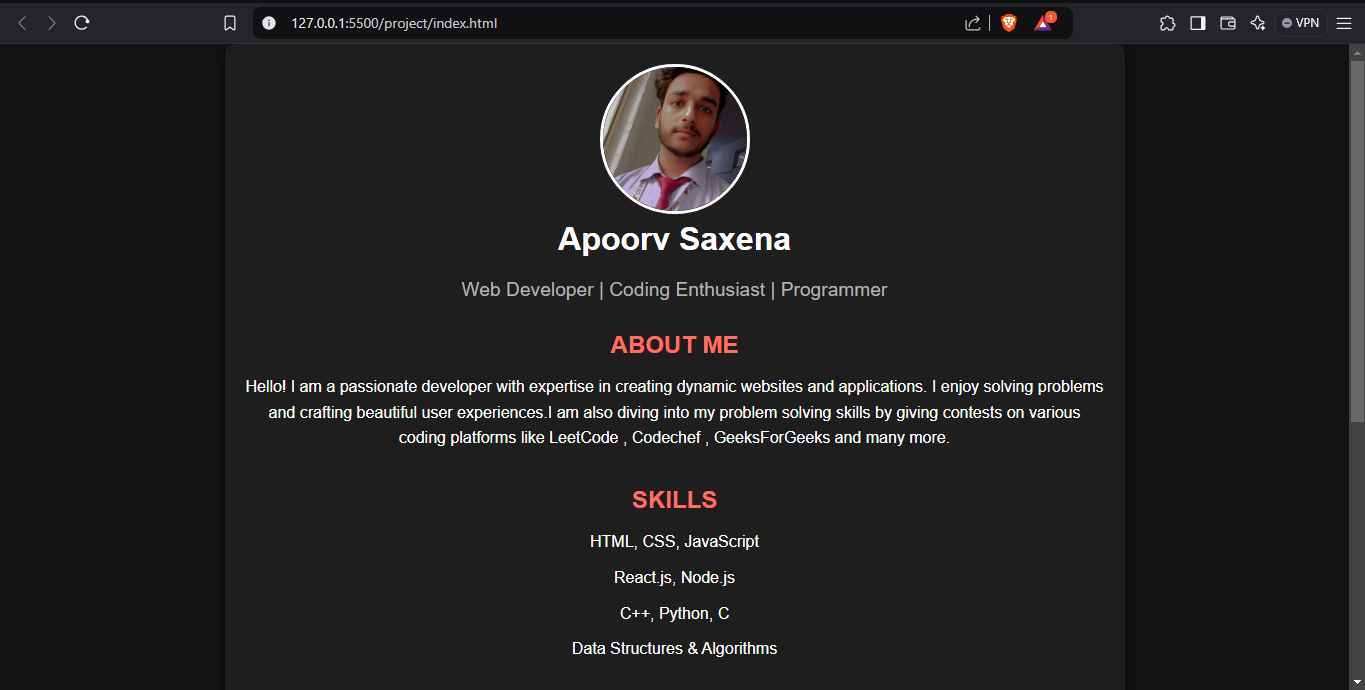 127.0.0.1:5500/project/index.html
1
VPN
Apoorv Saxena
Web Developer | Coding Enthusiast | Programmer
ABOUT ME
Hello! I am a passionate developer with expertise in creating dynamic websites and applications. I enjoy solving problems
and crafting beautiful user experiences.I am also diving into my problem solving skills by giving contests on various
coding platforms like LeetCode , Codechef , GeeksForGeeks and many more.
SKILLS
HTML, CSS, JavaScript
React.js, Node.js
C++, Python, C
Data Structures & Algorithms